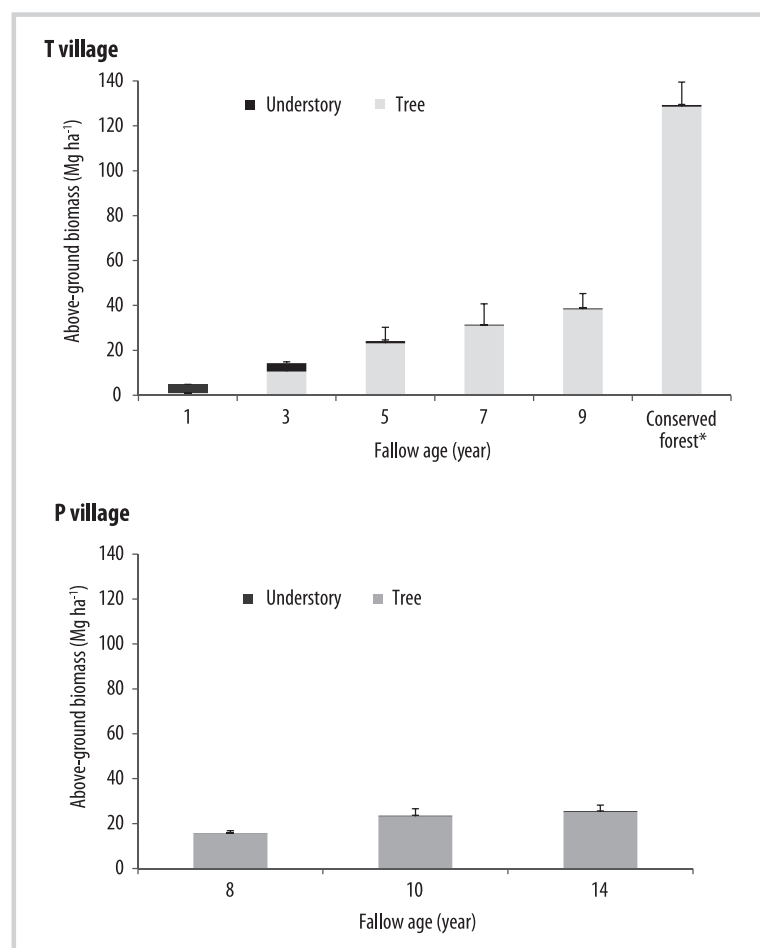 T village
140
120
100
80
60
40
20
0
Above-ground biomass (Mg ha⁻¹)
Understory Tree
1 3 5 7 9 Conserved
forest*
Fallow age (year)
P village
140
120
100
80
60
40
20
0
Above-ground biomass (Mg ha⁻¹)
Understory Tree
8 10 14
Fallow age (year)